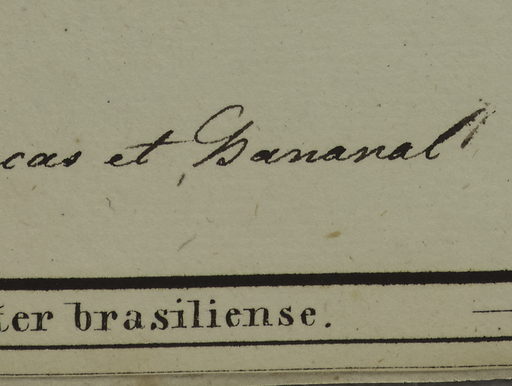 cas et Bananal
ter brasiliense.